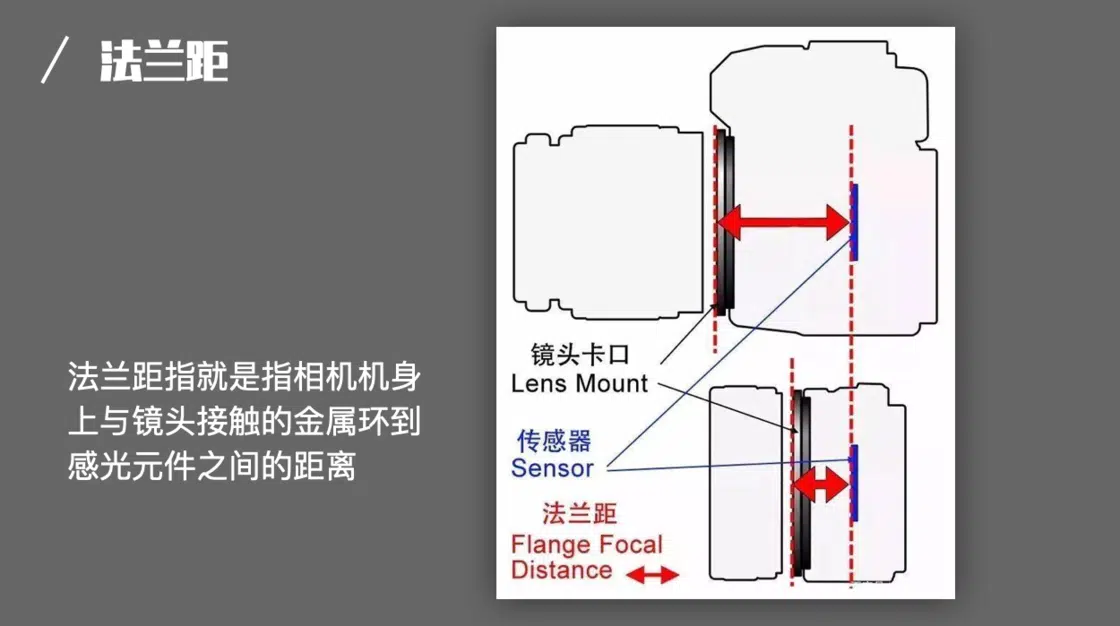 法兰距
法兰距指就是指相机机身
上与镜头接触的金属环到
感光元件之间的距离
镜头卡口
Lens Mount
传感器
Sensor
法兰距
Flange Focal
Distance